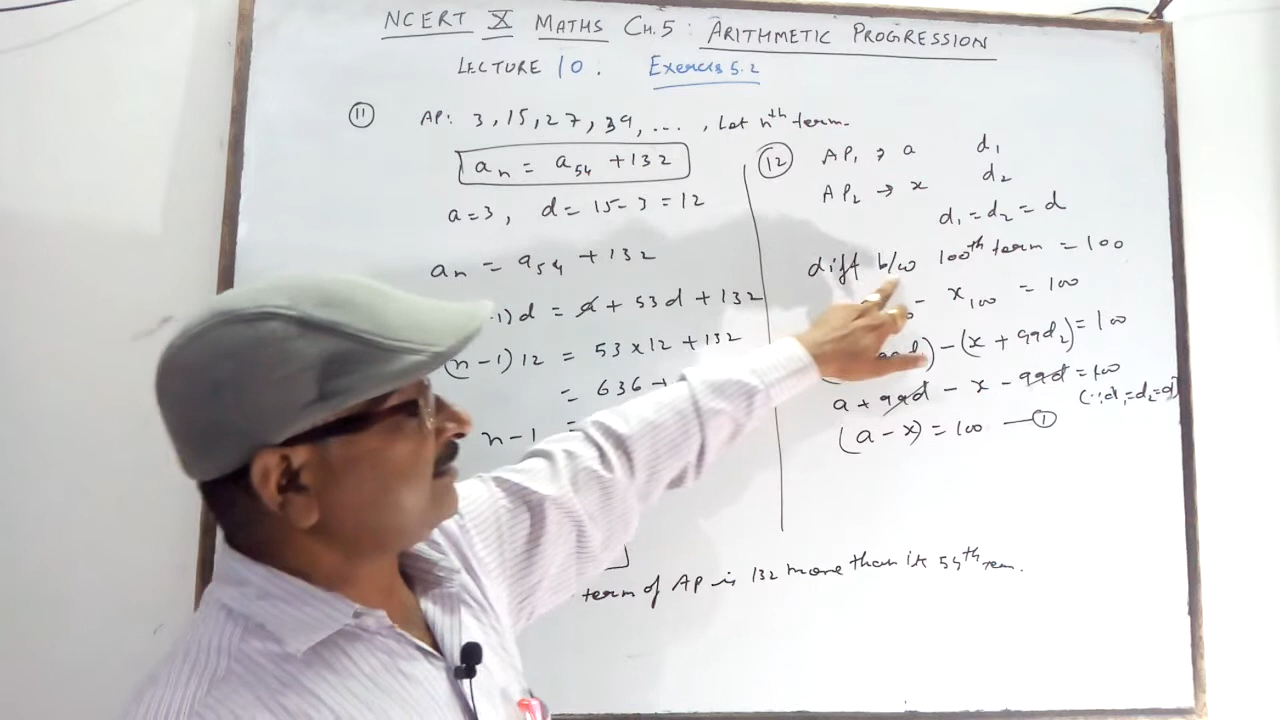 NCERT X MATHS CH.5 : ARITHMETIC PROGRESSION
LECTURE 10. Exercis 5.2
(11) AP: 3, 15, 27, 39, ..., Let nth term.
aₙ = a₅₄ + 132
a=3, d= 15-3 = 12
aₙ = a₅₄ + 132
-1)d = a + 53d + 132
(n-1) 12 = 53x12 + 132
= 636 +
n-1 =
term of AP is 132 more than its 54th term.
(12) AP₁ → a d₁
AP₂ → x d₂
d₁ = d₂ = d
diff b/w 100th term = 100
- x₁₀₀ = 100
) - (x + 99d₂) = 100
a + 99d - x - 99d = 100
(∵ d₁=d₂=d)
(a - x) = 100 — (1)